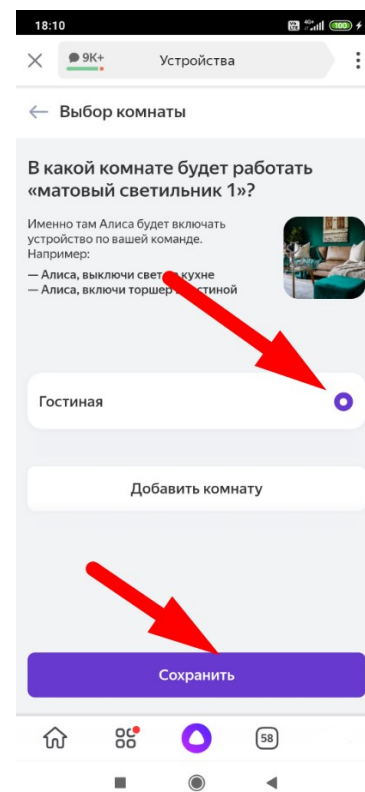 18:10
4G+
100
9K+
Устройства
Выбор комнаты
В какой комнате будет работать
«матовый светильник 1»?
Именно там Алиса будет включать
устройство по вашей команде.
Например:
— Алиса, выключи свет кухне
— Алиса, включи торшер гостиной
Гостиная
Добавить комнату
Сохранить
58